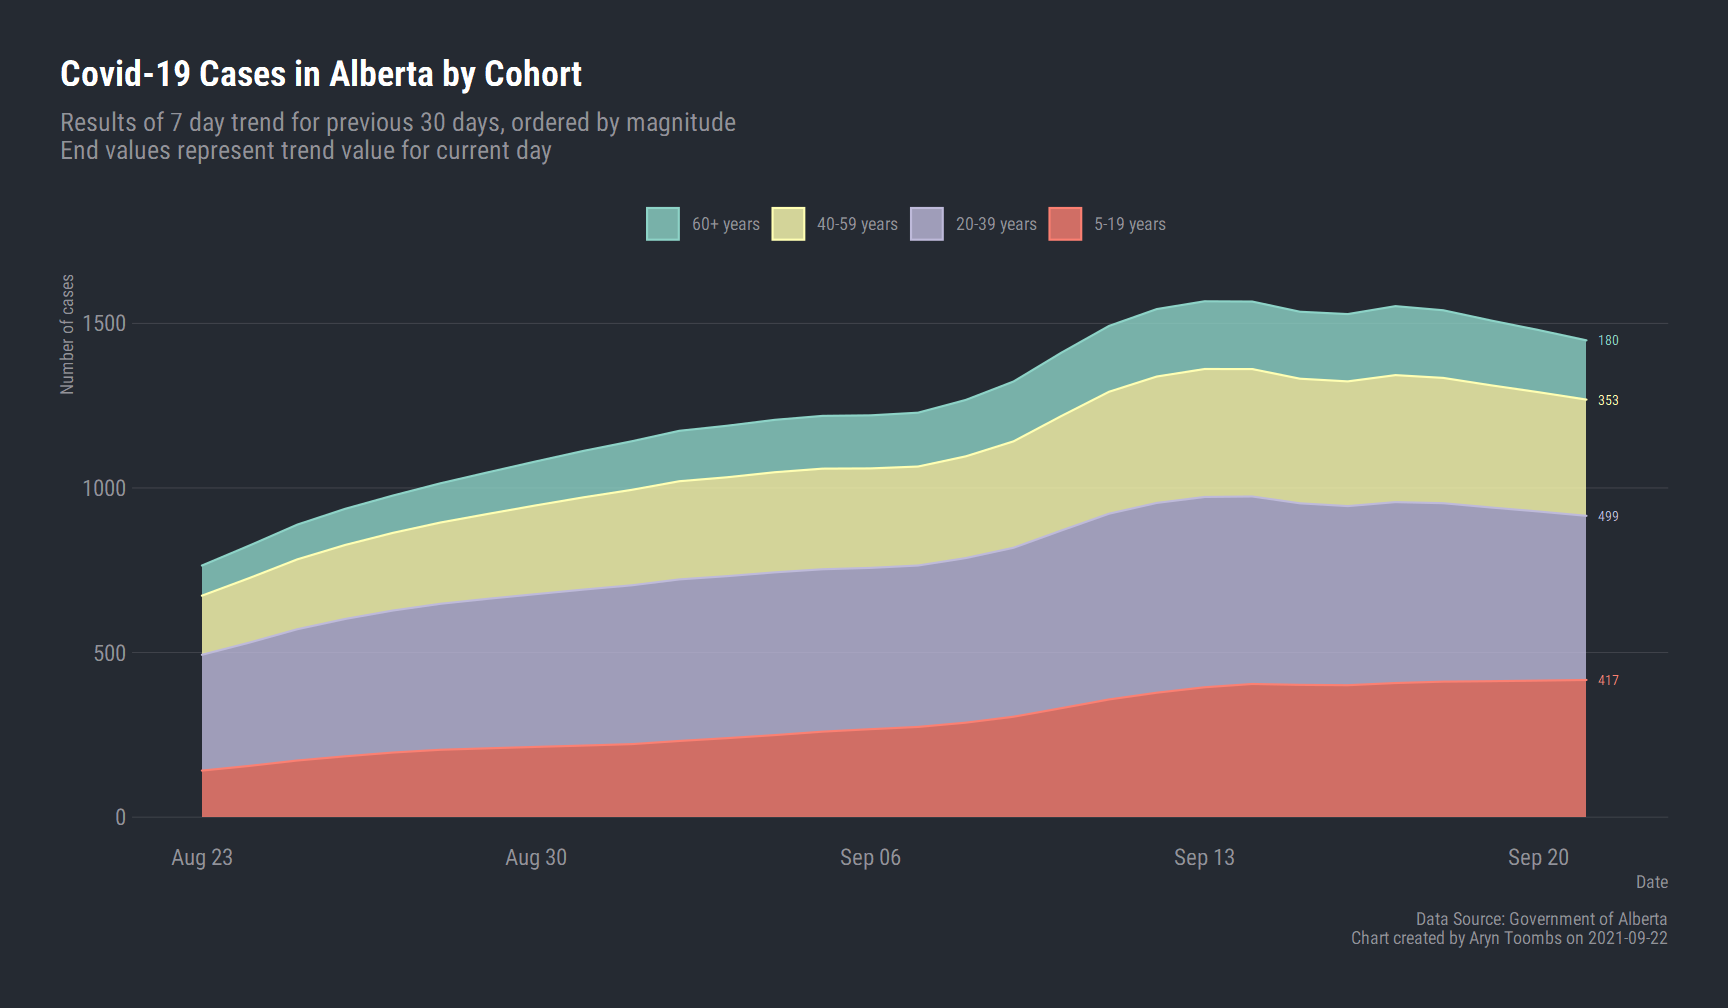 Covid-19 Cases in Alberta by Cohort
Results of 7 day trend for previous 30 days, ordered by magnitude
End values represent trend value for current day
60+ years 40-59 years 20-39 years 5-19 years
Number of cases
1500
1000
500
0
180
353
499
417
Aug 23 Aug 30 Sep 06 Sep 13 Sep 20
Date
Data Source: Government of Alberta
Chart created by Aryn Toombs on 2021-09-22